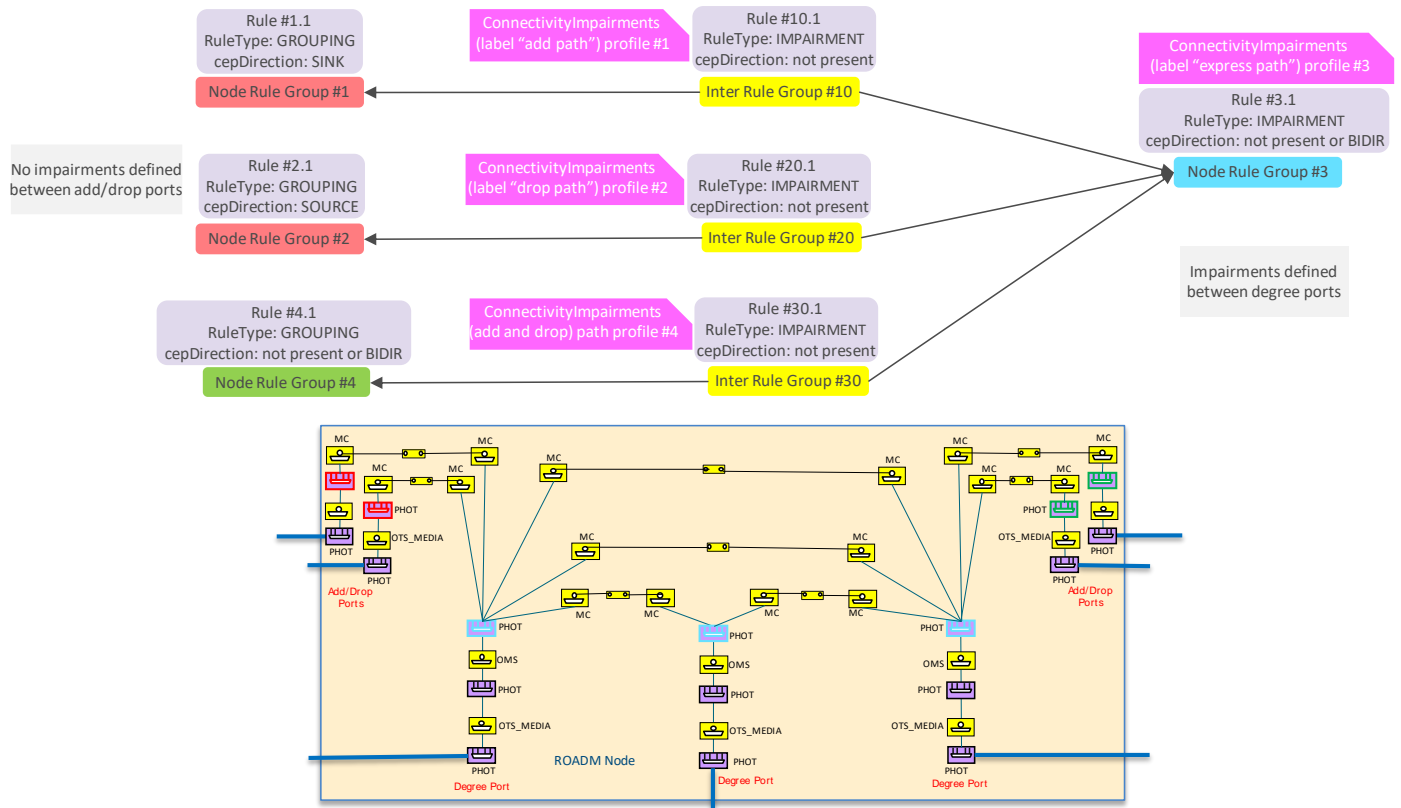 Rule #1.1
RuleType: GROUPING
cepDirection: SINK
Node Rule Group #1
ConnectivityImpairments
(label “add path”) profile #1
Rule #10.1
RuleType: IMPAIRMENT
cepDirection: not present
Inter Rule Group #10
ConnectivityImpairments
(label “express path”) profile #3
Rule #3.1
RuleType: IMPAIRMENT
cepDirection: not present or BIDIR
Node Rule Group #3
No impairments defined
between add/drop ports
Rule #2.1
RuleType: GROUPING
cepDirection: SOURCE
Node Rule Group #2
ConnectivityImpairments
(label “drop path”) profile #2
Rule #20.1
RuleType: IMPAIRMENT
cepDirection: not present
Inter Rule Group #20
Impairments defined
between degree ports
Rule #4.1
RuleType: GROUPING
cepDirection: not present or BIDIR
Node Rule Group #4
ConnectivityImpairments
(add and drop) path profile #4
Rule #30.1
RuleType: IMPAIRMENT
cepDirection: not present
Inter Rule Group #30
MC
MC
MC
MC
MC
MC
MC
MC
MC
MC
PHOT
PHOT
OTS_MEDIA
OTS_MEDIA
MC
MC
PHOT
PHOT
PHOT
PHOT
Add/Drop
Ports
Add/Drop
Ports
MC
MC
MC
MC
PHOT
PHOT
PHOT
OMS
OMS
OMS
PHOT
PHOT
PHOT
OTS_MEDIA
OTS_MEDIA
OTS_MEDIA
PHOT
ROADM Node
PHOT
PHOT
Degree Port
Degree Port
Degree Port